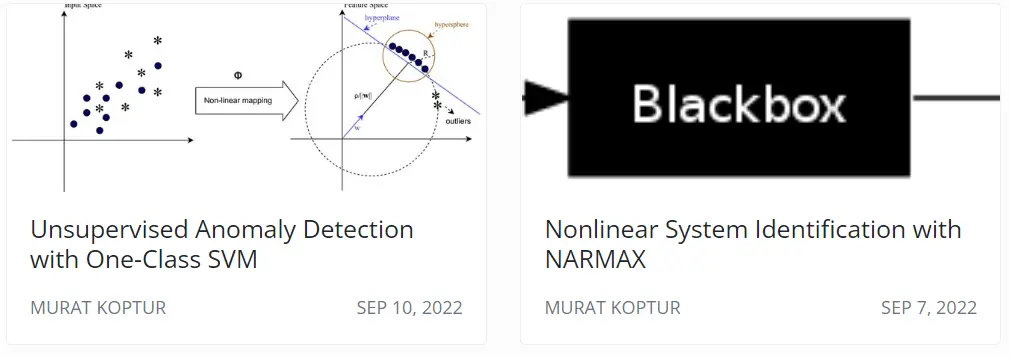 Input Space
Feature Space
hyperplane
hypersphere
R
Φ
Non-linear mapping
ρ/||w||
w
outliers
Blackbox
Unsupervised Anomaly Detection
with One-Class SVM
MURAT KOPTUR
SEP 10, 2022
Nonlinear System Identification with
NARMAX
MURAT KOPTUR
SEP 7, 2022